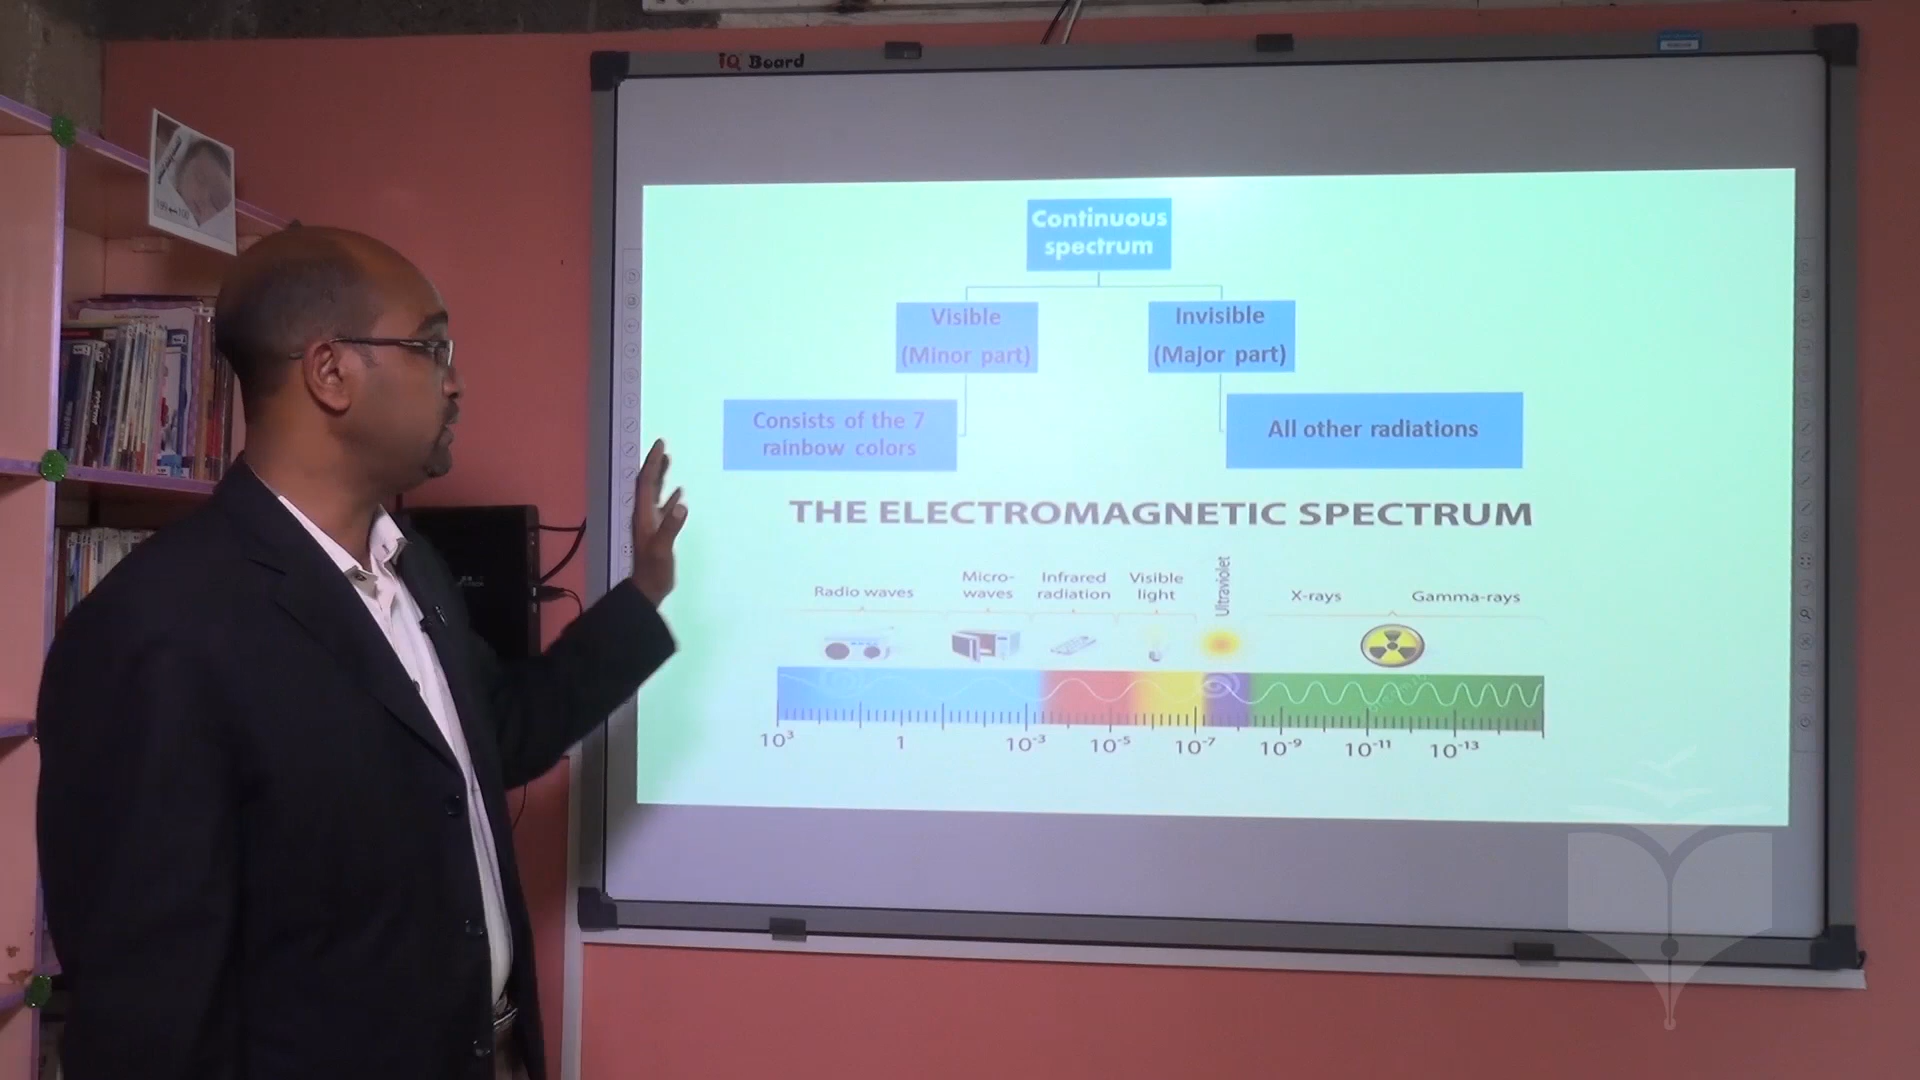 IQ Board
Continuous
spectrum
Visible
(Minor part)
Invisible
(Major part)
Consists of the 7
rainbow colors
All other radiations
THE ELECTROMAGNETIC SPECTRUM
Radio waves
Micro-
waves
Infrared
radiation
Visible
light
Ultraviolet
X-rays
Gamma-rays
10³
1
10⁻³
10⁻⁵
10⁻⁷
10⁻⁹
10⁻¹¹
10⁻¹³